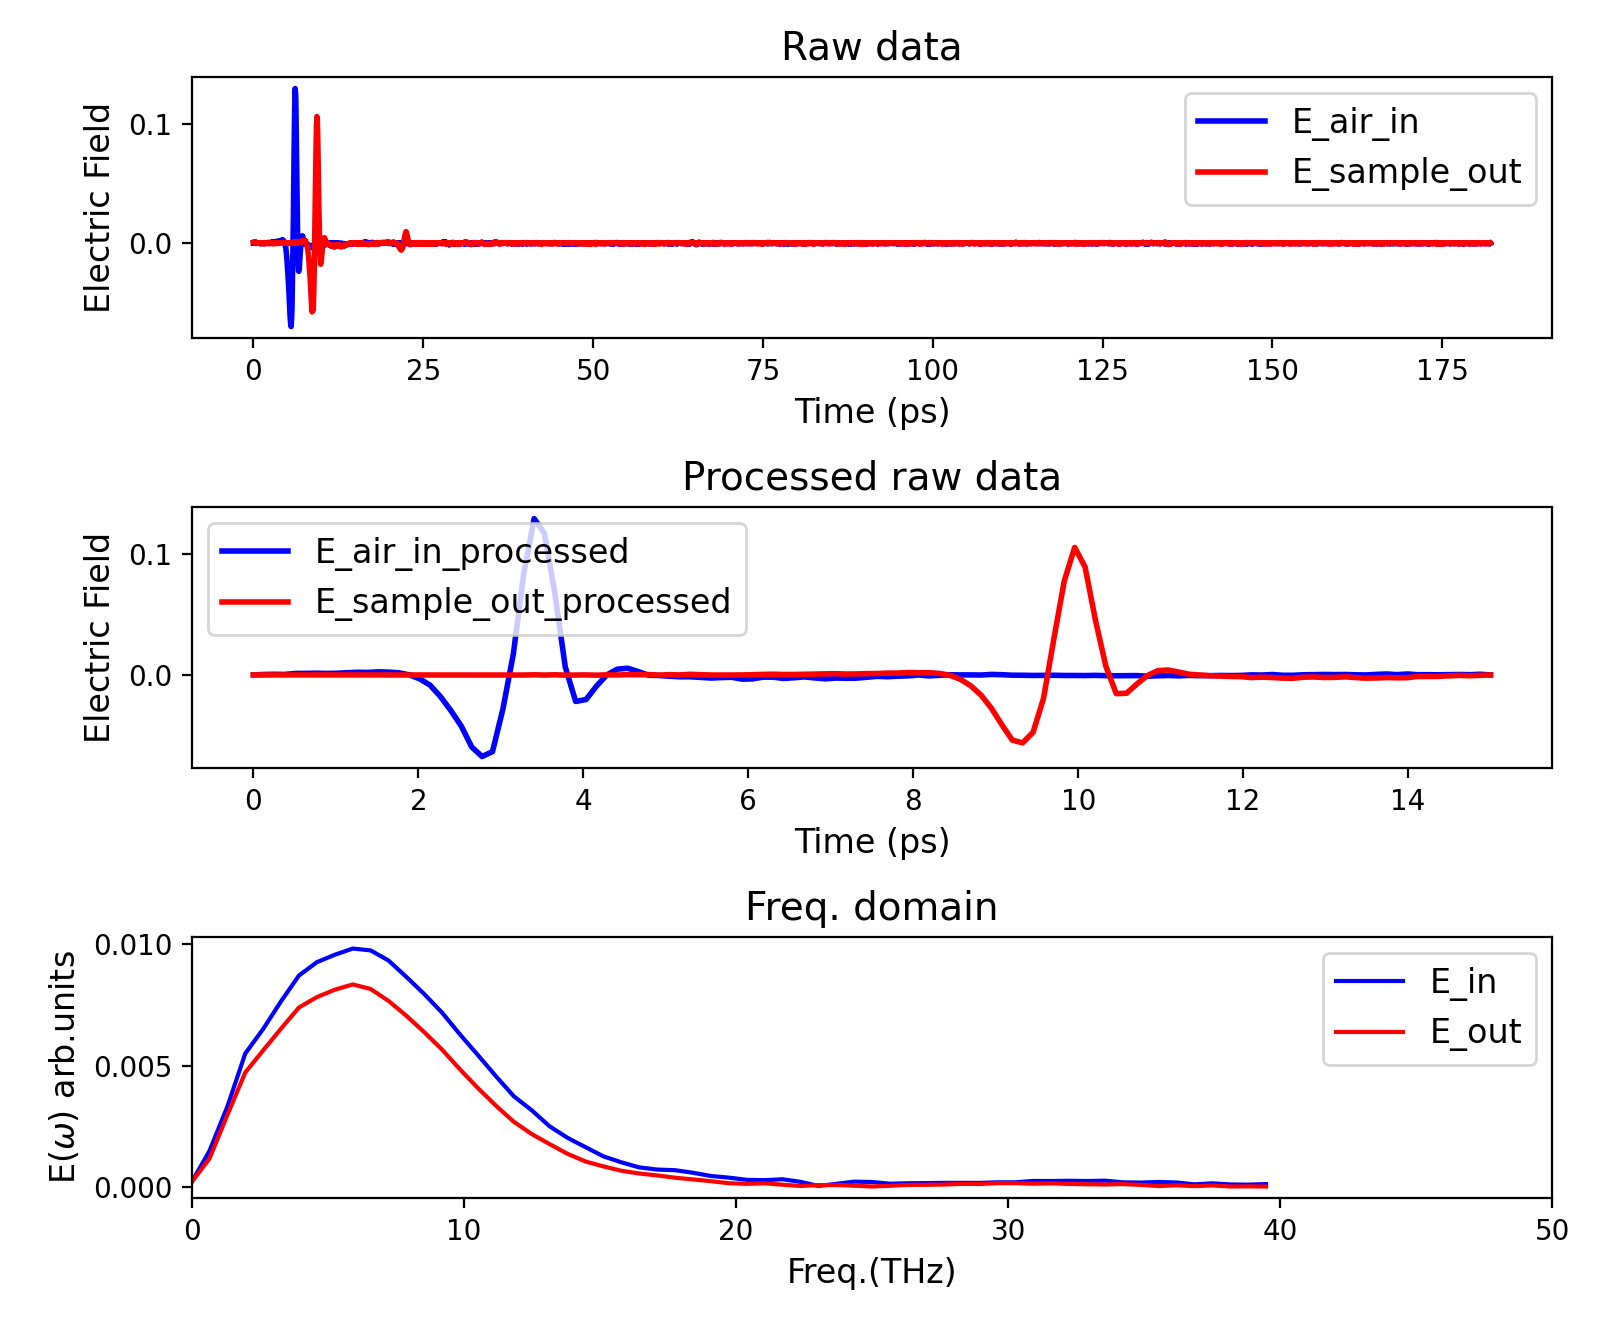 Raw data
Electric Field
0.1
0.0
E_air_in
E_sample_out
0 25 50 75 100 125 150 175
Time (ps)
Processed raw data
Electric Field
0.1
0.0
E_air_in_processed
E_sample_out_processed
0 2 4 6 8 10 12 14
Time (ps)
Freq. domain
E(ω) arb.units
0.010
0.005
0.000
E_in
E_out
0 10 20 30 40 50
Freq.(THz)